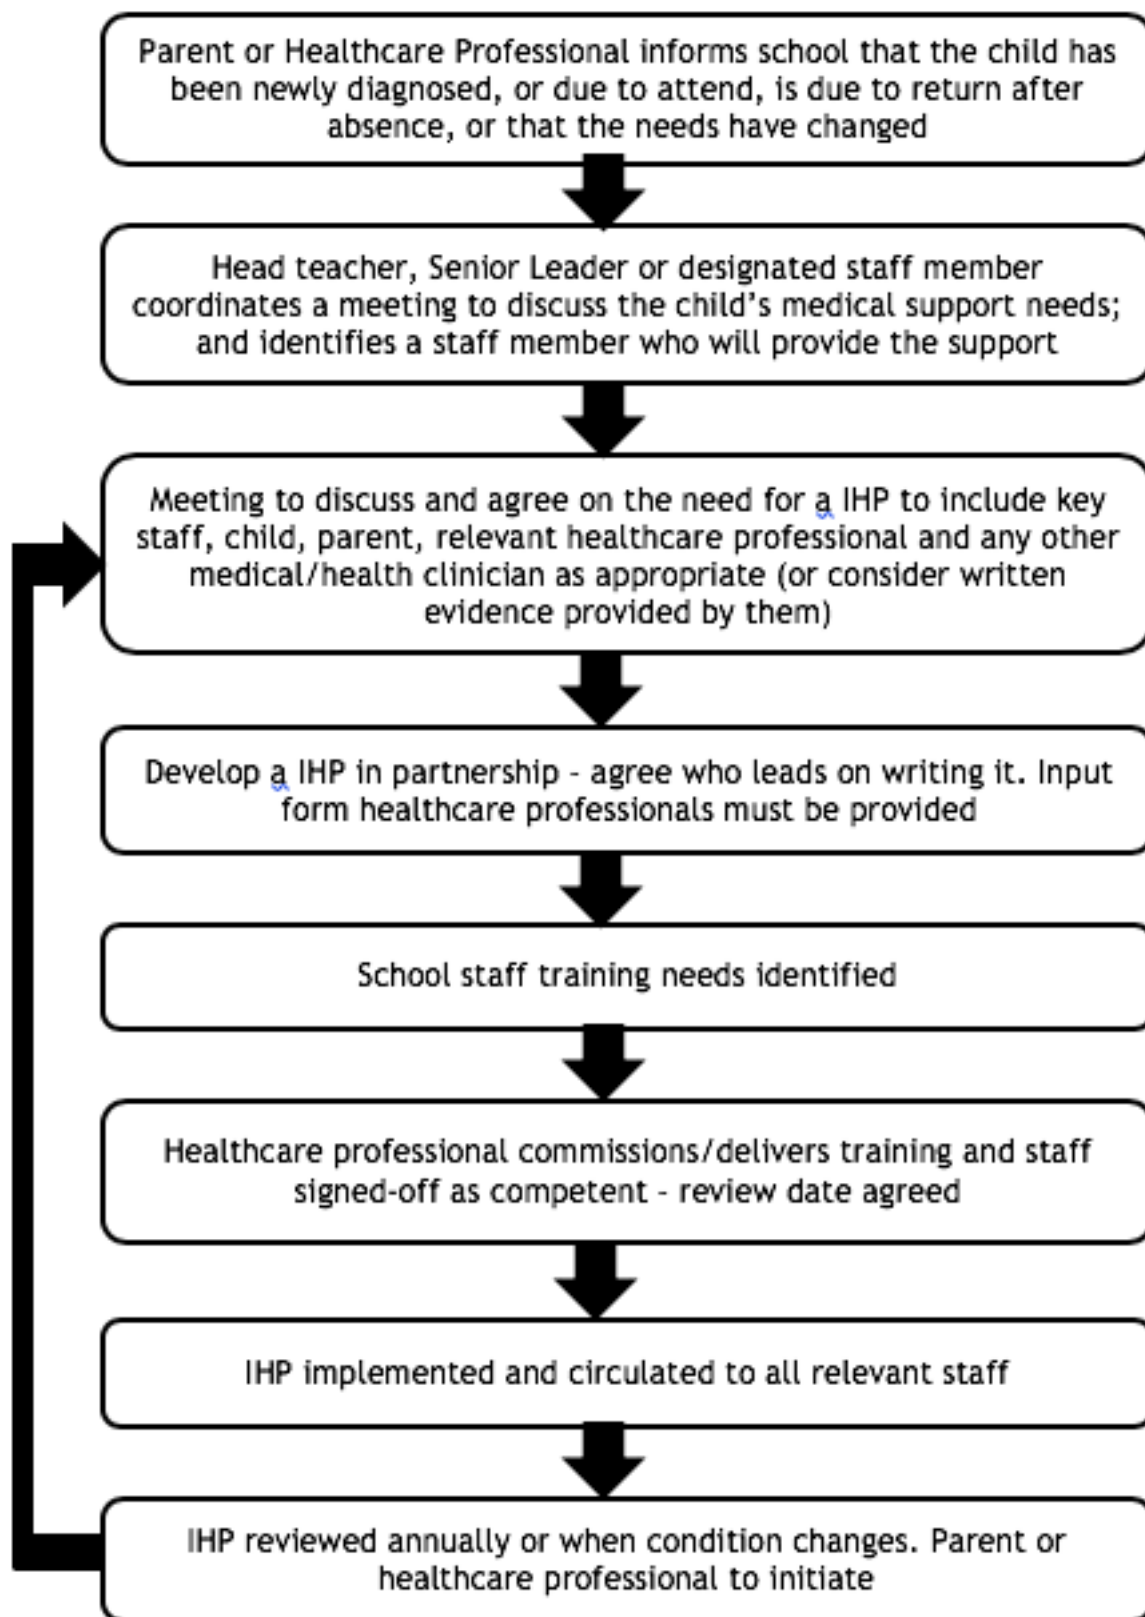 Parent or Healthcare Professional informs school that the child has
been newly diagnosed, or due to attend, is due to return after
absence, or that the needs have changed
Head teacher, Senior Leader or designated staff member
coordinates a meeting to discuss the child's medical support needs;
and identifies a staff member who will provide the support
Meeting to discuss and agree on the need for a IHP to include key
staff, child, parent, relevant healthcare professional and any other
medical/health clinician as appropriate (or consider written
evidence provided by them)
Develop a IHP in partnership - agree who leads on writing it. Input
form healthcare professionals must be provided
School staff training needs identified
Healthcare professional commissions/delivers training and staff
signed-off as competent - review date agreed
IHP implemented and circulated to all relevant staff
IHP reviewed annually or when condition changes. Parent or
healthcare professional to initiate